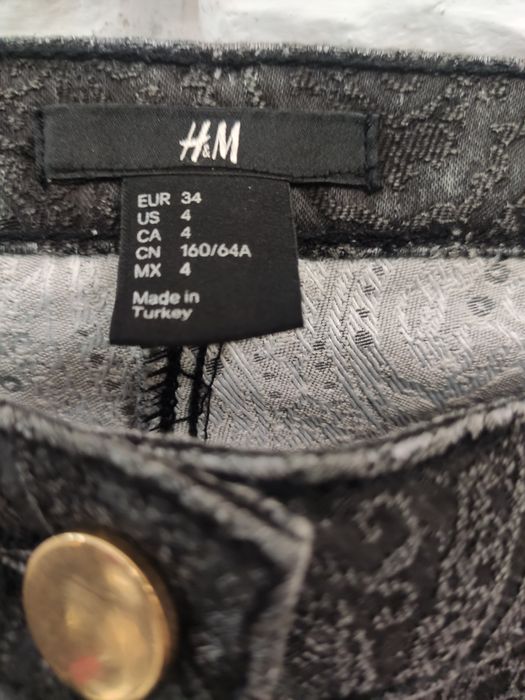 H&M
EUR 34
US 4
CA 4
CN 160/64A
MX 4
Made in
Turkey